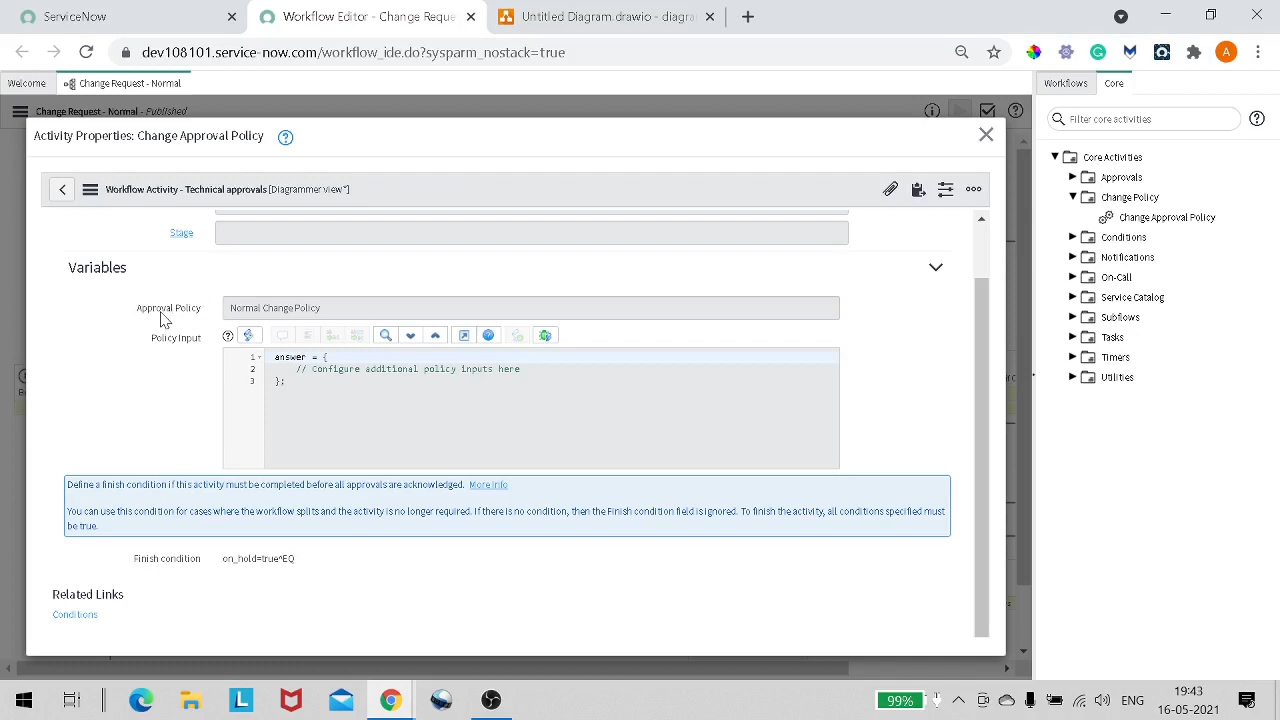 ServiceNow
Workflow Editor - Change Reque
Untitled Diagram.drawio - diagra
dev108101.service-now.com/workflow_ide.do?sysparm_nostack=true
A
Welcome
Change Request - Normal
Workflows
Core
Change Request - Normal - Published
Filter core activities
Activity Properties: Change Approval Policy
Core Activities
Approvals
Change Policy
Change Approval Policy
Conditions
Notifications
On-Call
Service Catalog
Subflows
Tasks
Timers
Utilities
Workflow Activity - Technical approvals [Diagrammer view*]
Stage
Variables
Approval Policy
Normal Change Policy
Policy Input
1 answer = {
2 // Configure additional policy inputs here
3 };
Define a finish condition if this activity must be completed before all approvals are acknowledged. More Info
You can use this condition for cases where the workflow splits and the activity is no longer required. If there is no condition, then the Finish condition field is ignored. To finish the activity, all conditions specified must
be true.
Finish condition
on_hold=true^EQ
Related Links
Conditions
L
99%
ENG
19:43
16-05-2021